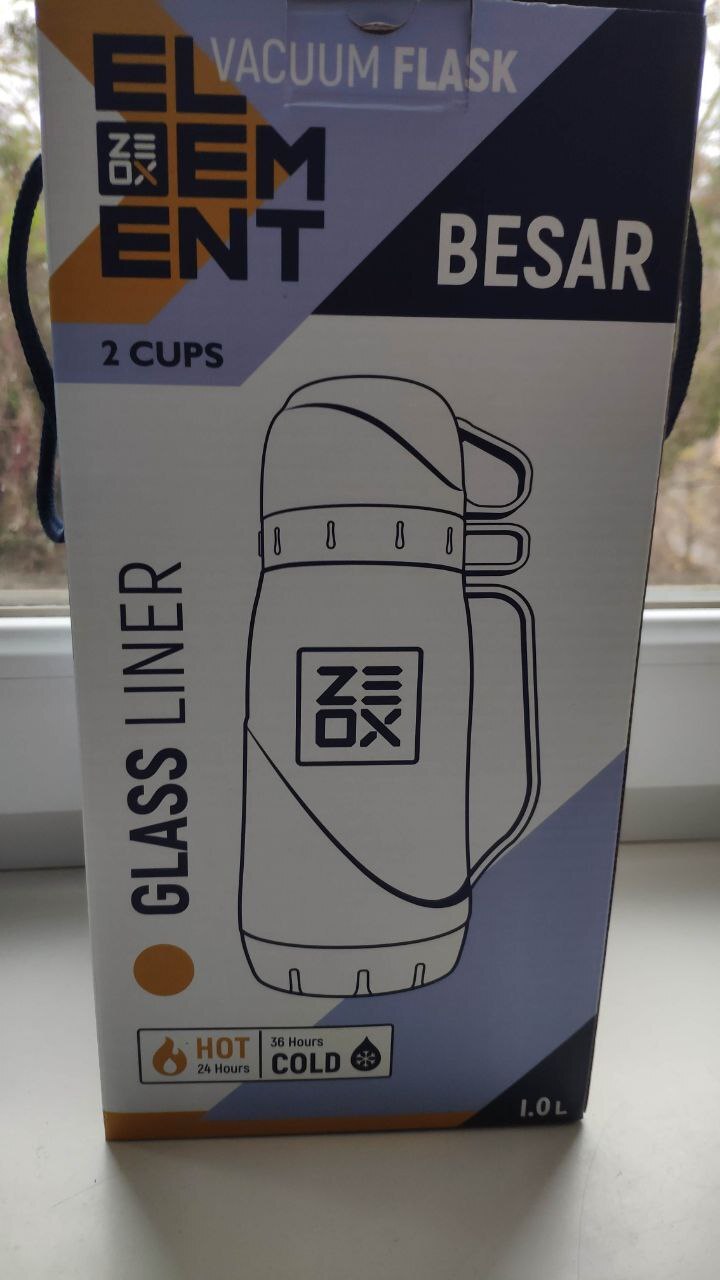 VACUUM FLASK
EL
ZE
OX
EM
ENT
BESAR
2 CUPS
GLASS LINER
ZE
OX
HOT
24 Hours
36 Hours
COLD
1.0 L